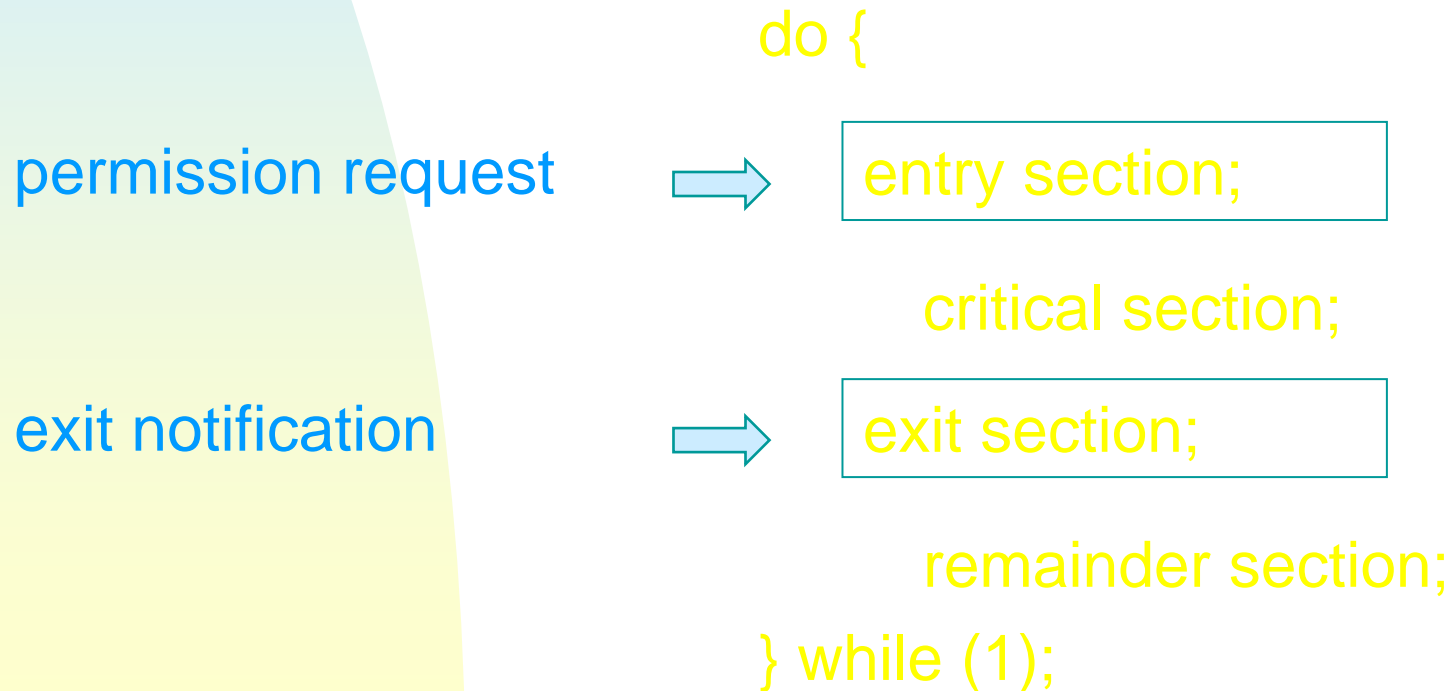 do {
permission request entry section;
critical section;
exit notification exit section;
remainder section;
} while (1);